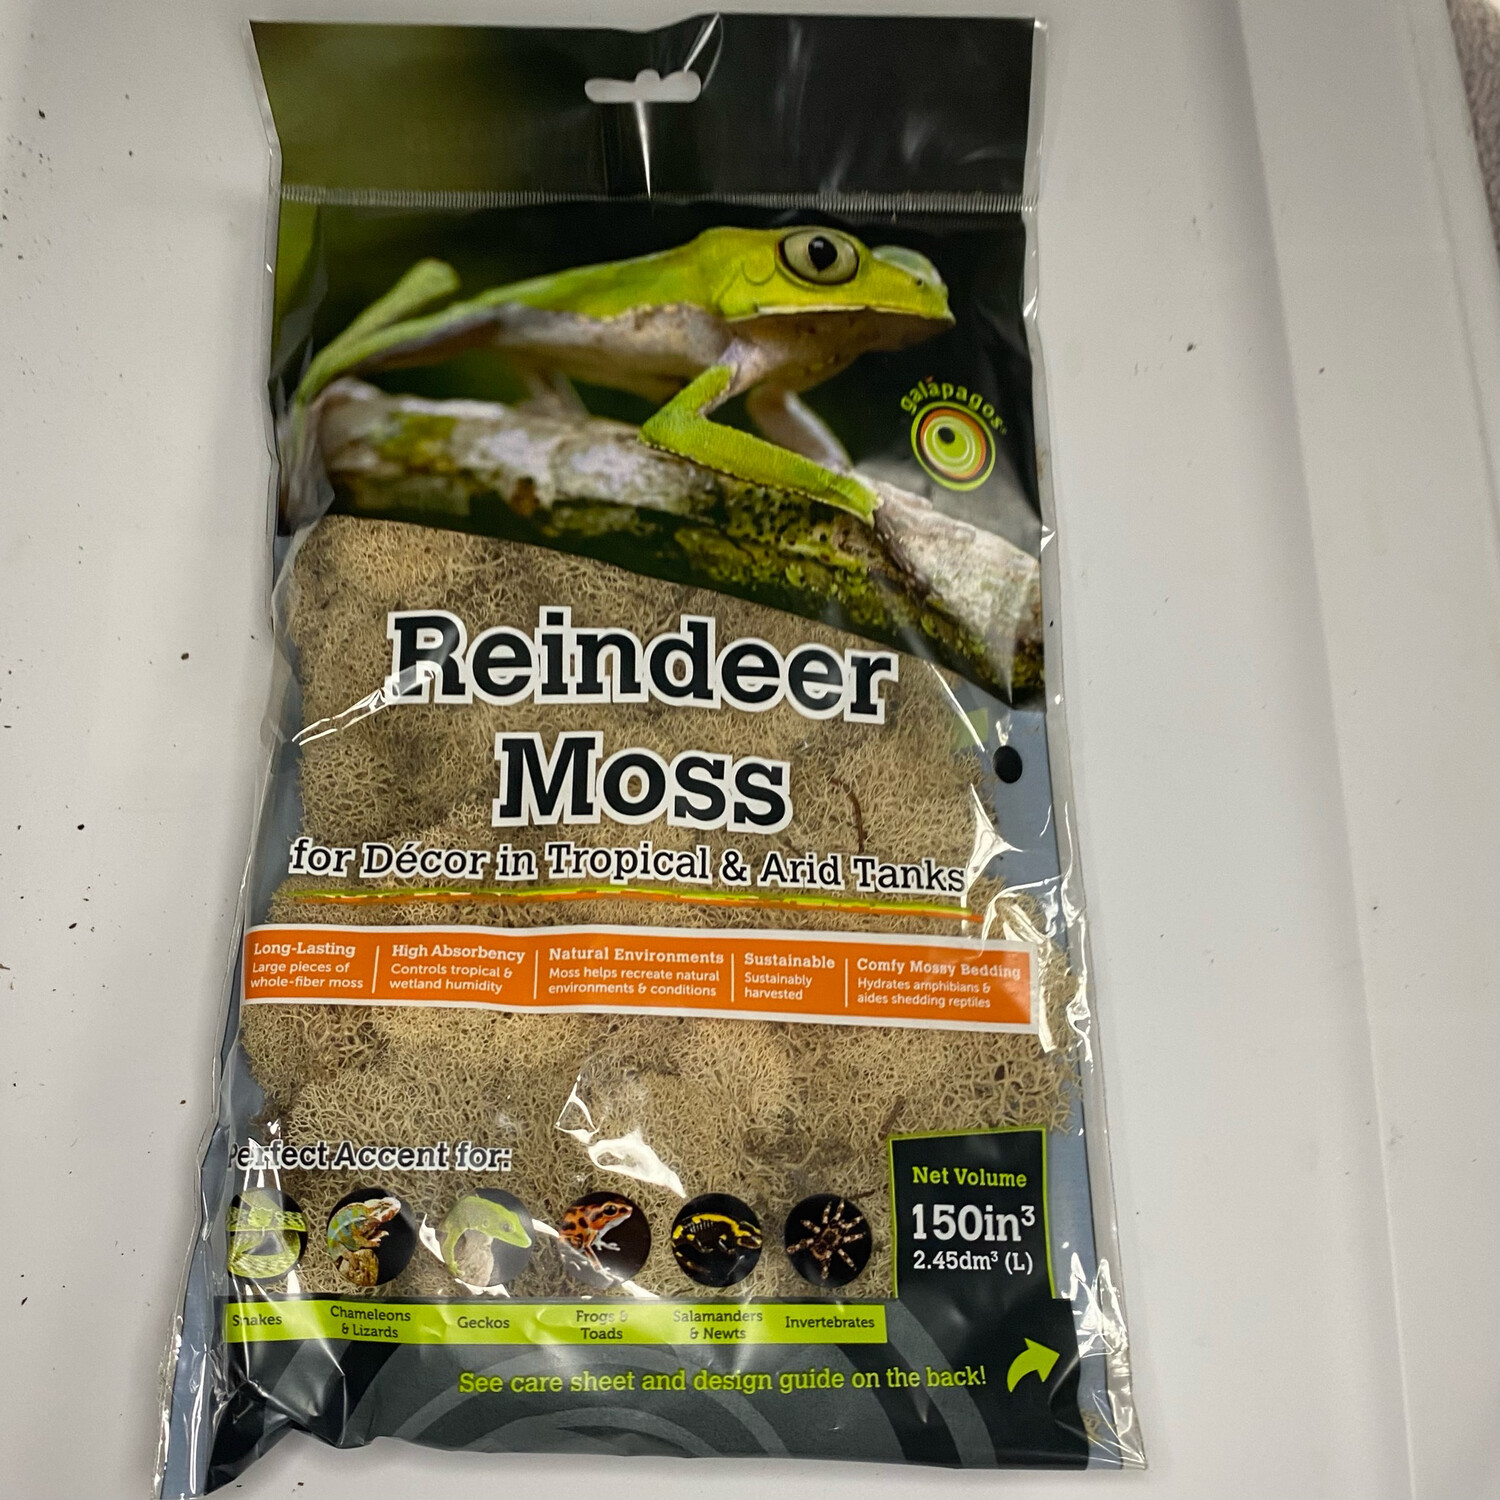 galápagos®
Reindeer
Moss
for Décor in Tropical & Arid Tanks
Long-Lasting
Large pieces of
whole-fiber moss
High Absorbency
Controls tropical &
wetland humidity
Natural Environments
Moss helps recreate natural
environments & conditions
Sustainable
Sustainably
harvested
Comfy Mossy Bedding
Hydrates amphibians &
aides shedding reptiles
Perfect Accent for:
Net Volume
150in³
2.45dm³ (L)
Snakes
Chameleons
& Lizards
Geckos
Frogs &
Toads
Salamanders
& Newts
Invertebrates
See care sheet and design guide on the back!